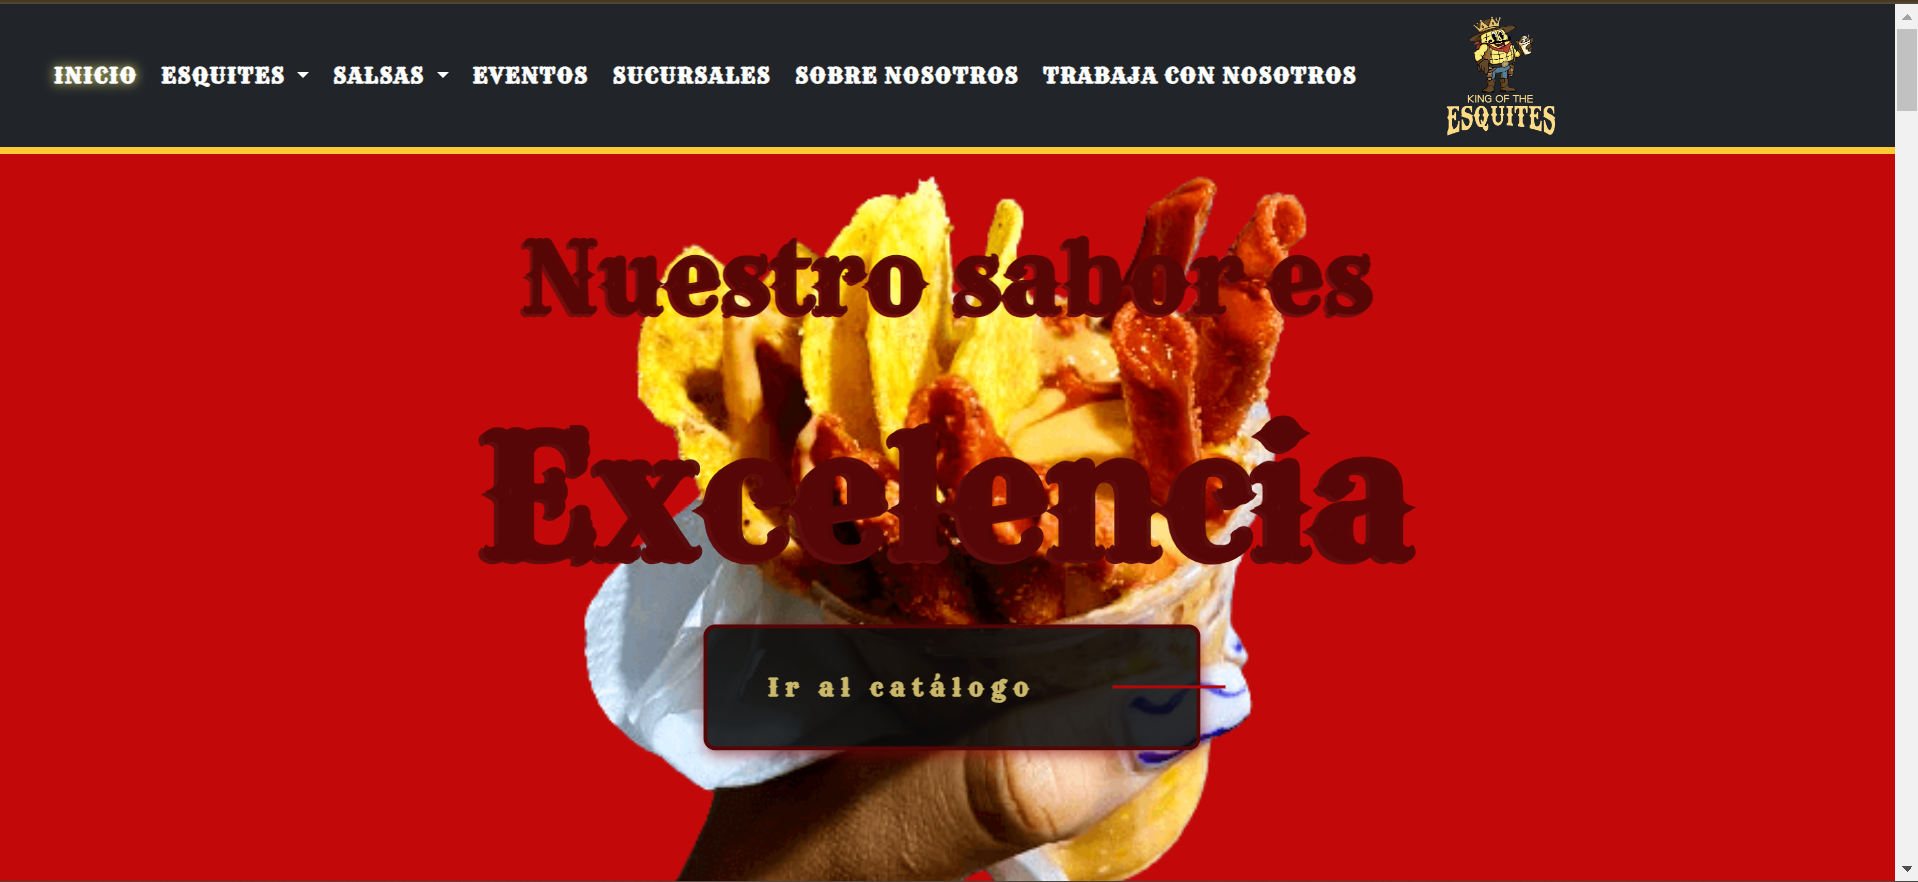 INICIO ESQUITES SALSAS EVENTOS SUCURSALES SOBRE NOSOTROS TRABAJA CON NOSOTROS
KING OF THE
ESQUITES
Nuestro sabor es
Excelencia
Ir al catálogo